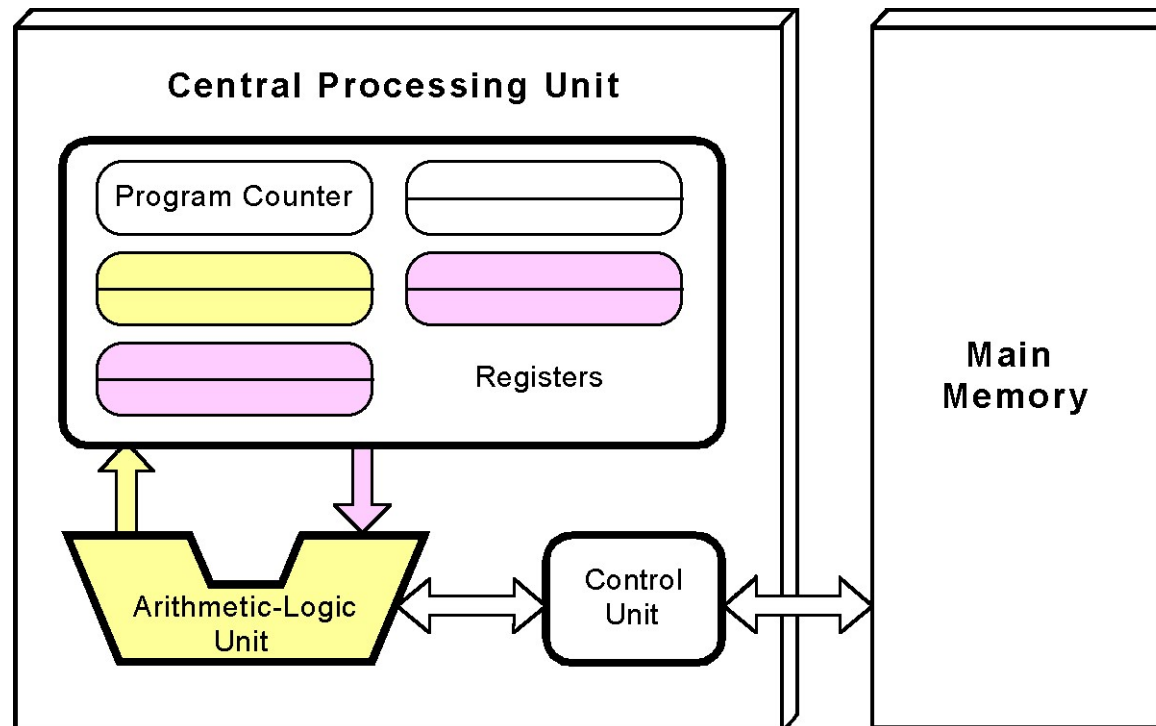 Central Processing Unit
Program Counter
Registers
Main
Memory
Arithmetic-Logic
Unit
Control
Unit